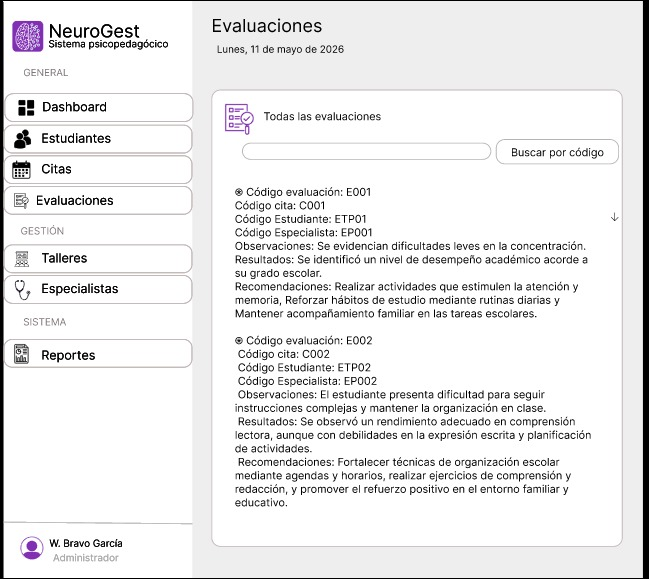 NeuroGest
Sistema psicopedagócico
GENERAL
Dashboard
Estudiantes
Citas
Evaluaciones
GESTIÓN
Talleres
Especialistas
SISTEMA
Reportes
W. Bravo García
Administrador
Evaluaciones
Lunes, 11 de mayo de 2026
Todas las evaluaciones
Buscar por código
⊛ Código evaluación: E001
Código cita: C001
Código Estudiante: ETP01
Código Especialista: EP001
Observaciones: Se evidencian dificultades leves en la concentración.
Resultados: Se identificó un nivel de desempeño académico acorde a
su grado escolar.
Recomendaciones: Realizar actividades que estimulen la atención y
memoria, Reforzar hábitos de estudio mediante rutinas diarias y
Mantener acompañamiento familiar en las tareas escolares.
⊛ Código evaluación: E002
Código cita: C002
Código Estudiante: ETP02
Código Especialista: EP002
Observaciones: El estudiante presenta dificultad para seguir
instrucciones complejas y mantener la organización en clase.
Resultados: Se observó un rendimiento adecuado en comprensión
lectora, aunque con debilidades en la expresión escrita y planificación
de actividades.
Recomendaciones: Fortalecer técnicas de organización escolar
mediante agendas y horarios, realizar ejercicios de comprensión y
redacción, y promover el refuerzo positivo en el entorno familiar y
educativo.